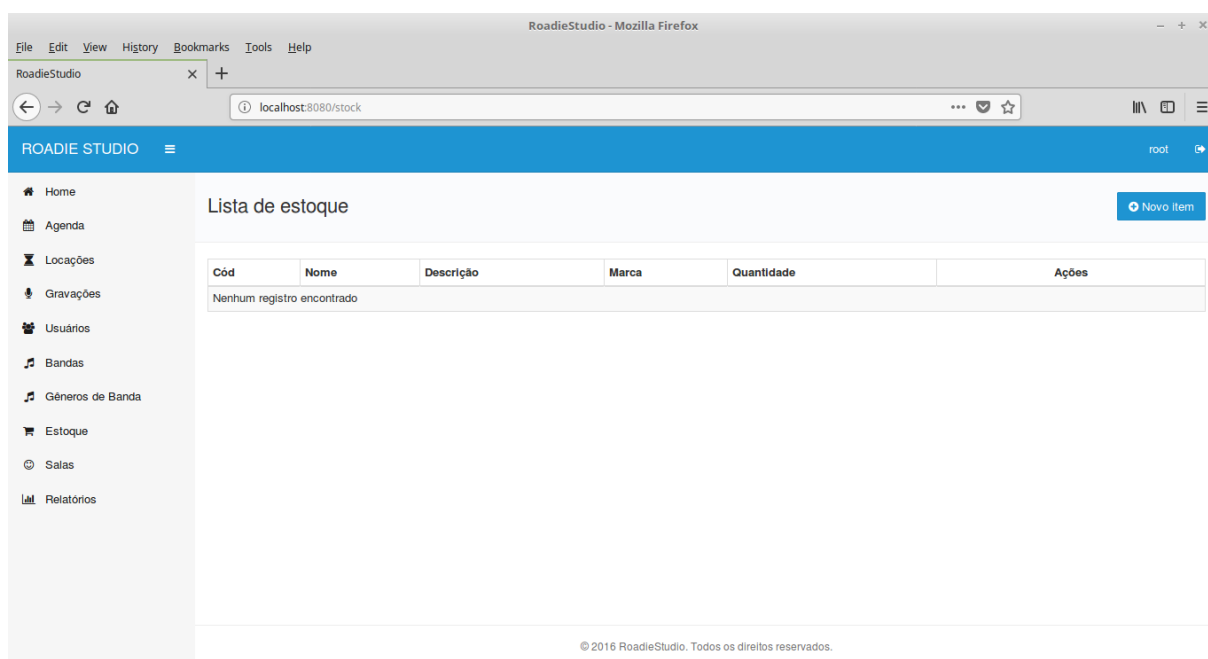 RoadieStudio - Mozilla Firefox
File Edit View History Bookmarks Tools Help
RoadieStudio
localhost:8080/stock
ROADIE STUDIO
root
Home
Agenda
Locações
Gravações
Usuários
Bandas
Gêneros de Banda
Estoque
Salas
Relatórios
Lista de estoque
Novo item
Cód Nome Descrição Marca Quantidade Ações
Nenhum registro encontrado
© 2016 RoadieStudio. Todos os direitos reservados.